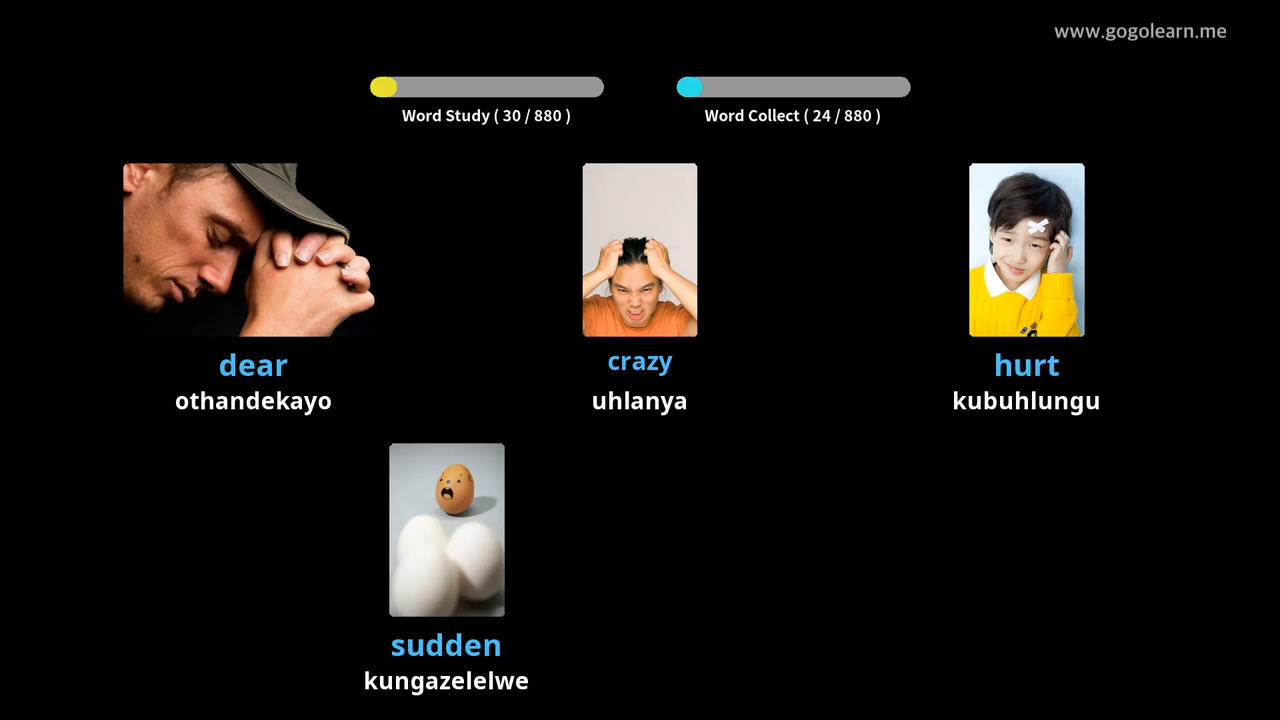 www.gogolearn.me
Word Study ( 30 / 880 )
Word Collect ( 24 / 880 )
dear
othandekayo
crazy
uhlanya
hurt
kubuhlungu
sudden
kungazelelwe